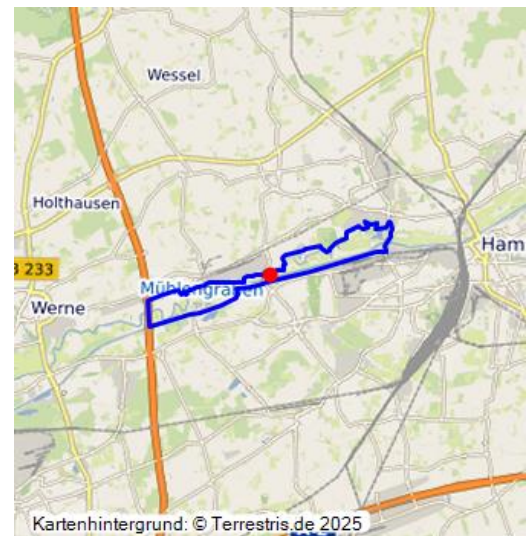 Wessel
Holthausen
Ham
B 233
Mühlengraben
Werne
Kartenhintergrund: © Terrestris.de 2025